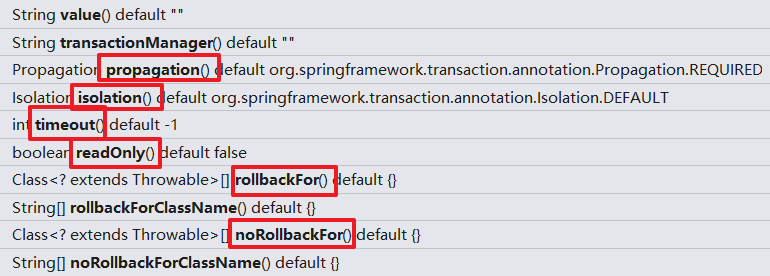 String value() default ""
String transactionManager() default ""
Propagation propagation() default org.springframework.transaction.annotation.Propagation.REQUIRED
Isolation isolation() default org.springframework.transaction.annotation.Isolation.DEFAULT
int timeout() default -1
boolean readOnly() default false
Class<? extends Throwable>[] rollbackFor() default {}
String[] rollbackForClassName() default {}
Class<? extends Throwable>[] noRollbackFor() default {}
String[] noRollbackForClassName() default {}